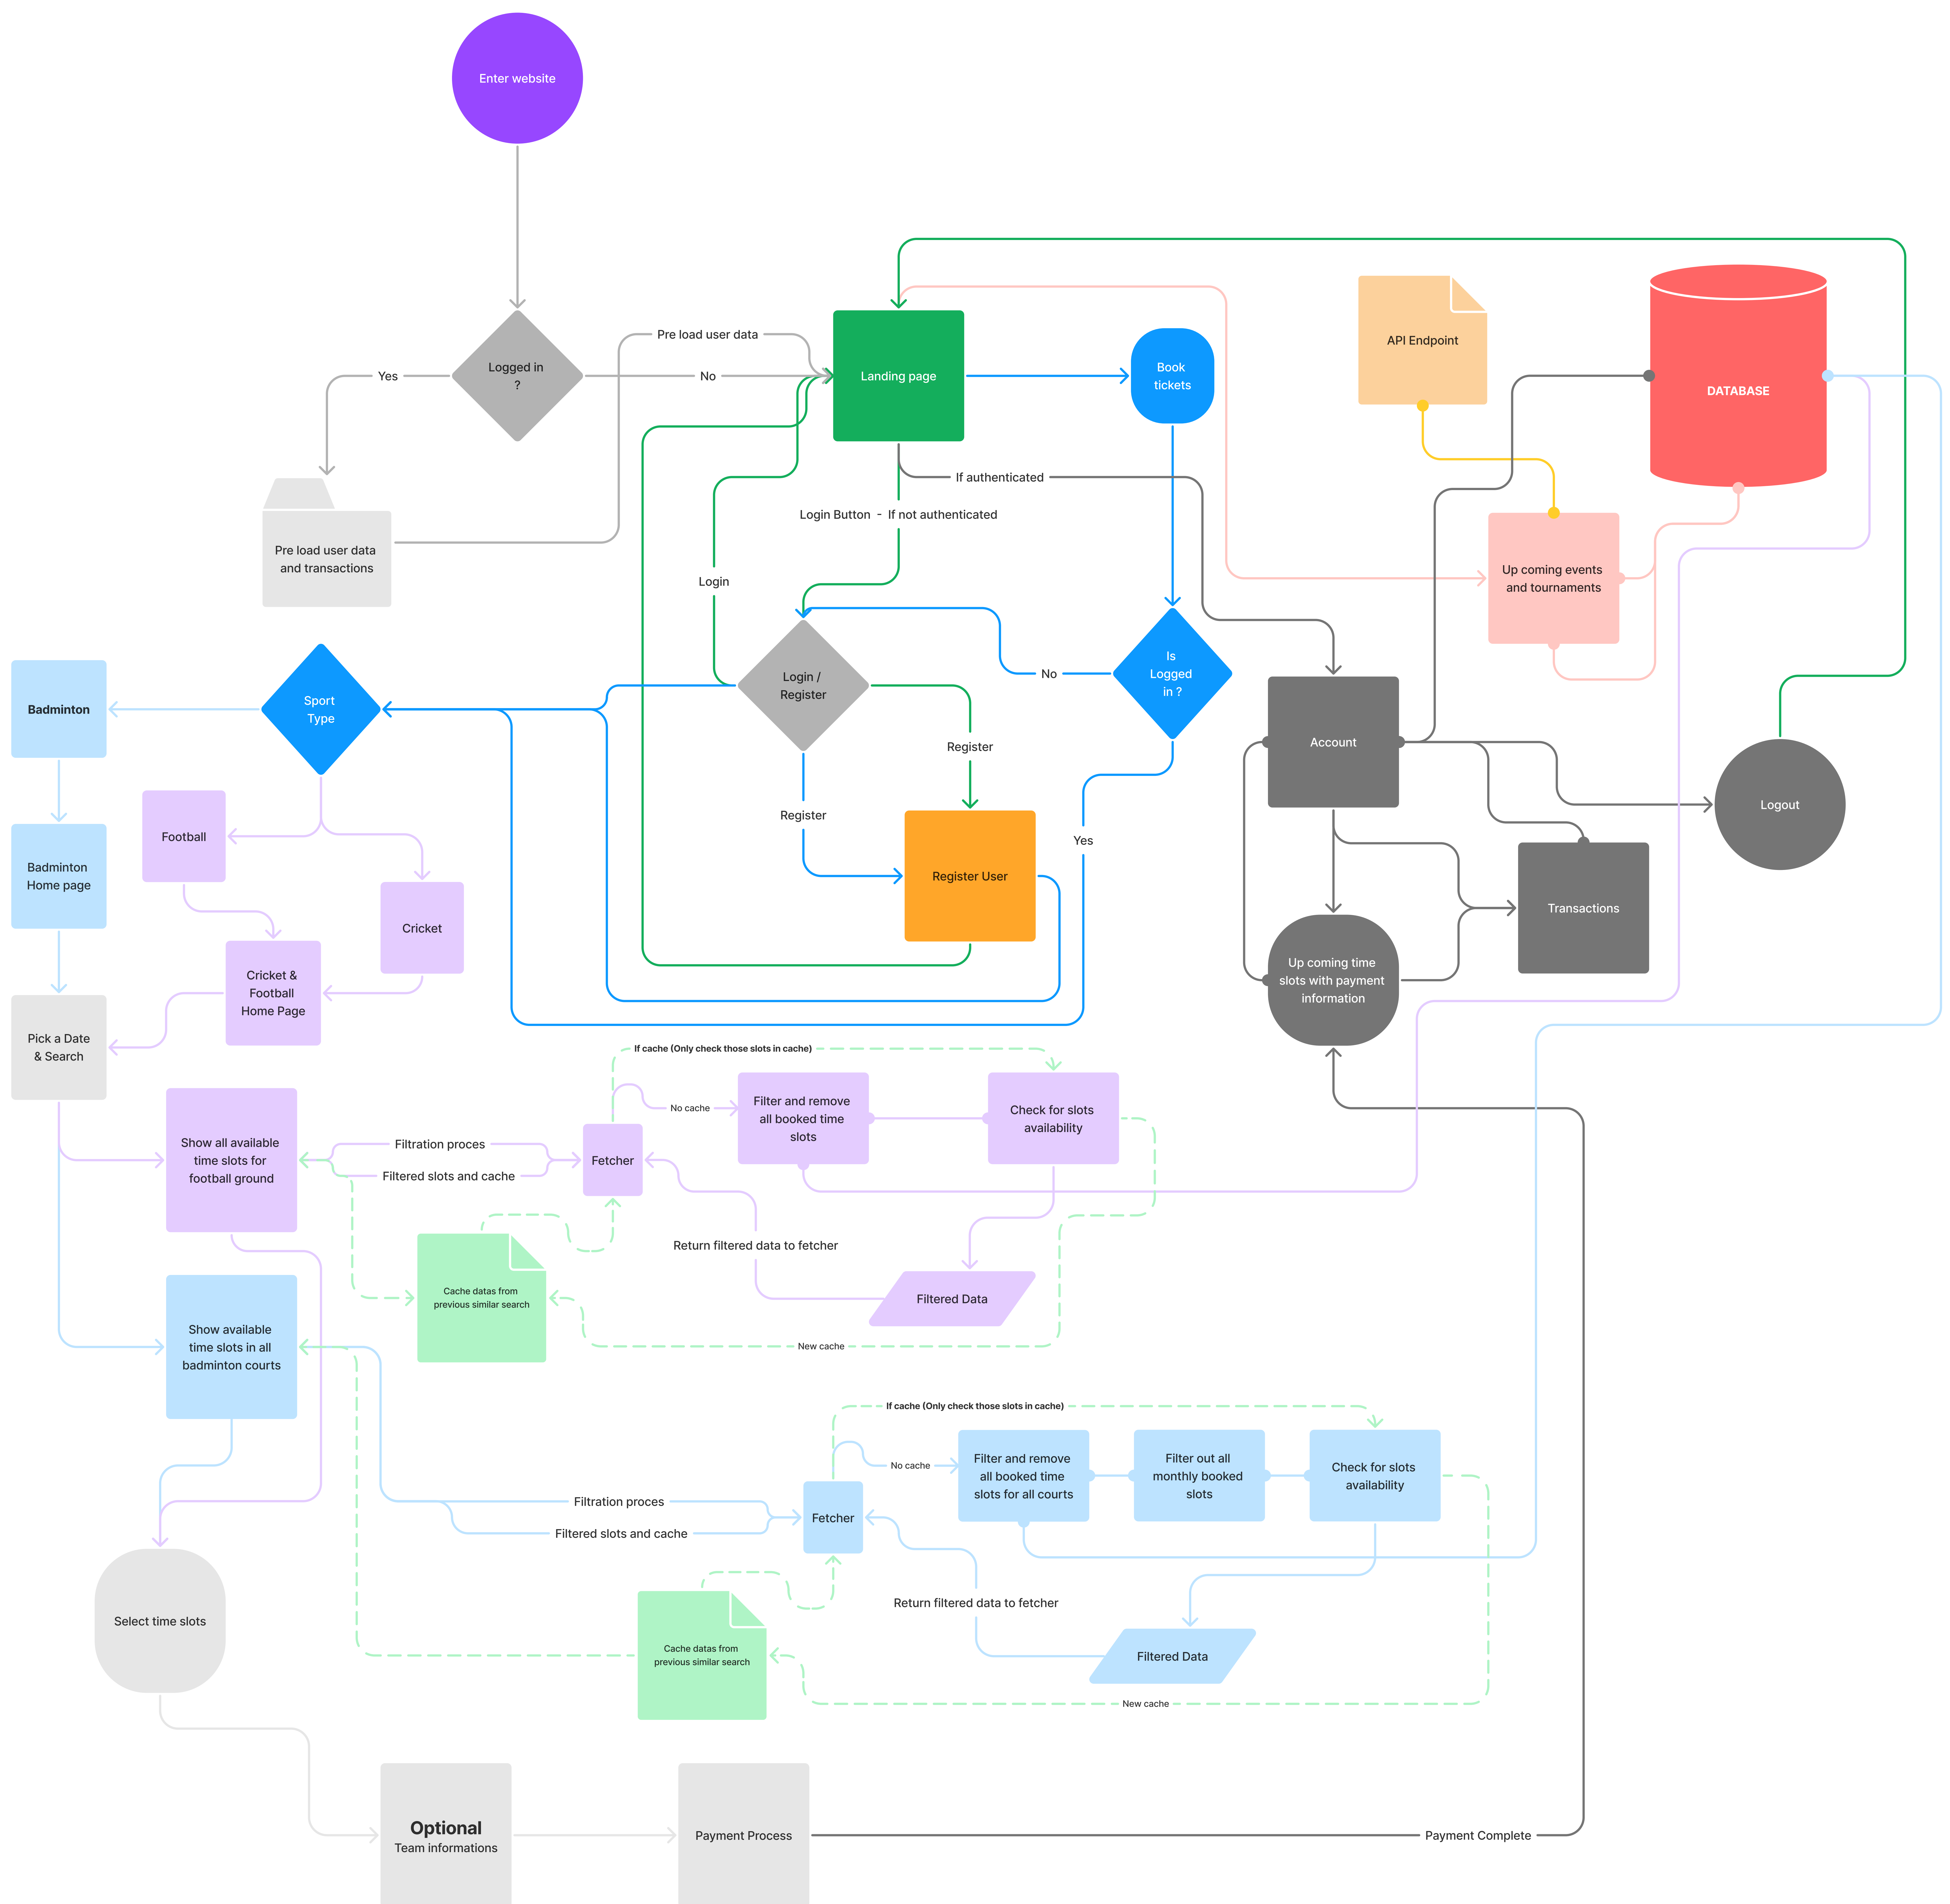 Enter website
Logged in
?
Yes
No
Pre load user data
Pre load user data
and transactions
Landing page
Book
tickets
API Endpoint
DATABASE
If authenticated
Login Button - If not authenticated
Up coming events
and tournaments
Login
Login /
Register
No
Is
Logged
in ?
Sport
Type
Badminton
Account
Register
Register
Logout
Football
Badminton
Home page
Yes
Register User
Cricket
Transactions
Cricket &
Football
Home Page
Up coming time
slots with payment
information
Pick a Date
& Search
If cache (Only check those slots in cache)
No cache
Filter and remove
all booked time
slots
Check for slots
availability
Show all available
time slots for
football ground
Filtration proces
Filtered slots and cache
Fetcher
Return filtered data to fetcher
Cache datas from
previous similar search
Filtered Data
New cache
Show available
time slots in all
badminton courts
If cache (Only check those slots in cache)
No cache
Filter and remove
all booked time
slots for all courts
Filter out all
monthly booked
slots
Check for slots
availability
Filtration proces
Filtered slots and cache
Fetcher
Return filtered data to fetcher
Select time slots
Cache datas from
previous similar search
Filtered Data
New cache
Optional
Team informations
Payment Process
Payment Complete